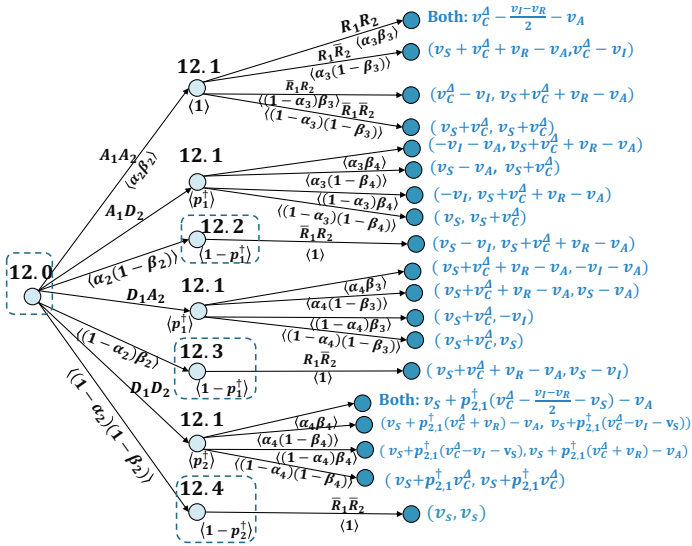 R₁R₂
⟨α₃β₃⟩
Both: v_C^A − (v_I−v_R)/2 − v_A
12.1
R₁R̅₂
⟨α₃(1−β₃)⟩
(v_S + v_C^A + v_R − v_A, v_C^A − v_I)
⟨1⟩
R̅₁R₂
⟨(1−α₃)β₃⟩
(v_C^A − v_I, v_S+v_C^A + v_R − v_A)
R̅₁R̅₂
⟨(1−α₃)(1−β₃)⟩
( v_S+v_C^A, v_S+v_C^A)
A₁A₂
⟨α₂β₂⟩
12.1
⟨α₃β₄⟩
(−v_I − v_A, v_S+v_C^A + v_R − v_A)
⟨α₃(1−β₄)⟩
(v_S − v_A, v_S+v_C^A)
⟨p₁†⟩
⟨(1−α₃)β₄⟩
(−v_I, v_S+v_C^A + v_R − v_A)
⟨(1−α₃)(1−β₄)⟩
(v_S, v_S+v_C^A)
A₁D₂
⟨α₂(1−β₂)⟩
12.2
⟨1−p₁†⟩
R̅₁R₂
⟨1⟩
(v_S − v_I, v_S+v_C^A + v_R − v_A)
12.0
D₁A₂
⟨(1−α₂)β₂⟩
12.1
⟨α₄β₃⟩
( v_S+v_C^A + v_R − v_A, −v_I − v_A)
⟨α₄(1−β₃)⟩
( v_S+v_C^A + v_R − v_A, v_S − v_A)
⟨p₁†⟩
⟨(1−α₄)β₃⟩
(v_S+v_C^A, −v_I)
⟨(1−α₄)(1−β₃)⟩
(v_S+v_C^A, v_S)
12.3
⟨1−p₁†⟩
R₁R̅₂
⟨1⟩
( v_S+v_C^A + v_R − v_A, v_S − v_I)
D₁D₂
⟨(1−α₂)(1−β₂)⟩
12.1
⟨α₄β₄⟩
Both: v_S + p_{2,1}†(v_C^A − (v_I−v_R)/2 − v_S) − v_A
⟨α₄(1−β₄)⟩
(v_S + p_{2,1}†(v_C^A + v_R) − v_A, v_S+p_{2,1}†(v_C^A−v_I − v_S))
⟨p₂†⟩
⟨(1−α₄)β₄⟩
(v_S+p_{2,1}†(v_C^A−v_I − v_S), v_S + p_{2,1}†(v_C^A + v_R) − v_A)
⟨(1−α₄)(1−β₄)⟩
(v_S+p_{2,1}†v_C^A, v_S+p_{2,1}†v_C^A)
12.4
⟨1−p₂†⟩
R̅₁R̅₂
⟨1⟩
(v_S, v_S)